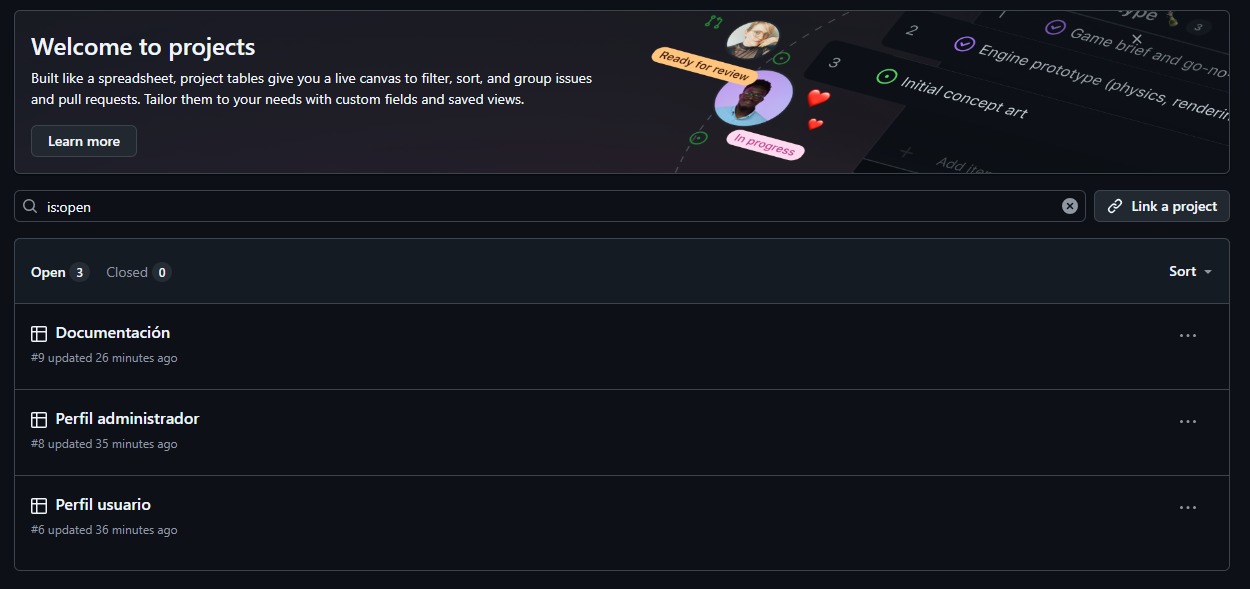 Welcome to projects
Built like a spreadsheet, project tables give you a live canvas to filter, sort, and group issues
and pull requests. Tailor them to your needs with custom fields and saved views.
Learn more
Ready for review
In progress
1
3
2
Game brief and go-no-
Engine prototype (physics, renderin
3
Initial concept art
Add item
is:open
Link a project
Open 3 Closed 0
Sort
Documentación
#9 updated 26 minutes ago
Perfil administrador
#8 updated 35 minutes ago
Perfil usuario
#6 updated 36 minutes ago